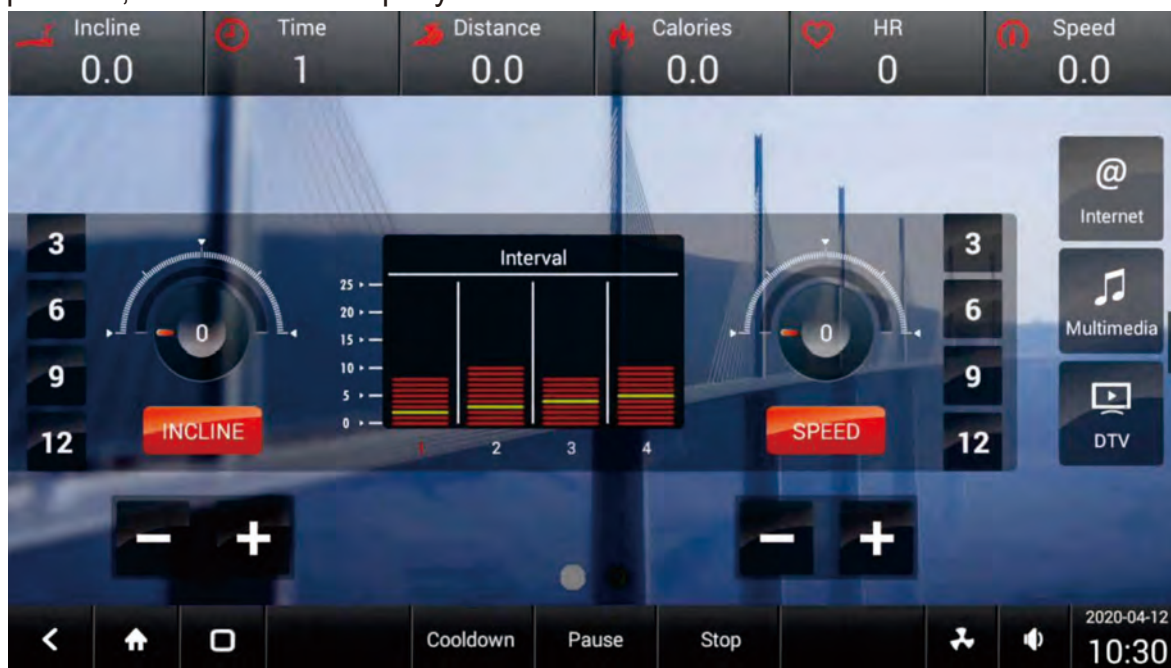 Incline
0.0
Time
1
Distance
0.0
Calories
0.0
HR
0
Speed
0.0
@
Internet
Multimedia
DTV
3
6
9
12
0
INCLINE
Interval
25
20
15
10
5
0
1 2 3 4
0
SPEED
3
6
9
12
− +
− +
Cooldown Pause Stop
2020-04-12
10:30